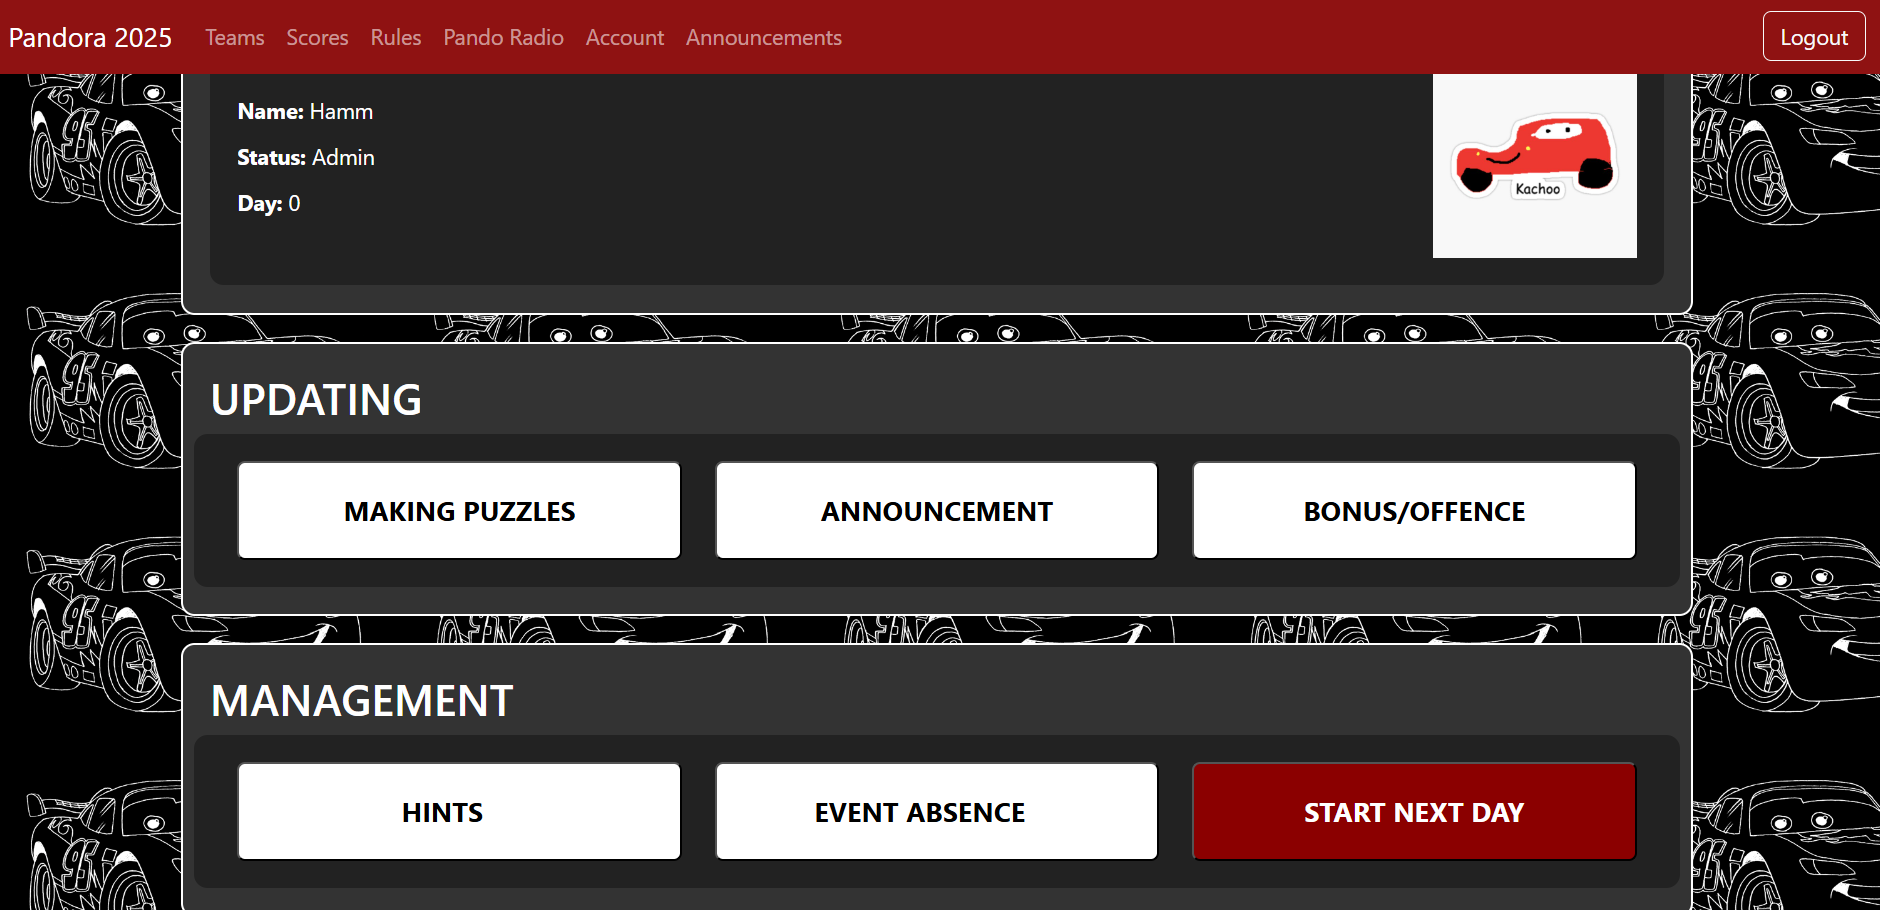 Pandora 2025 Teams Scores Rules Pando Radio Account Announcements Logout
Name: Hamm
Status: Admin
Day: 0
Kachoo
UPDATING
MAKING PUZZLES ANNOUNCEMENT BONUS/OFFENCE
MANAGEMENT
HINTS EVENT ABSENCE START NEXT DAY